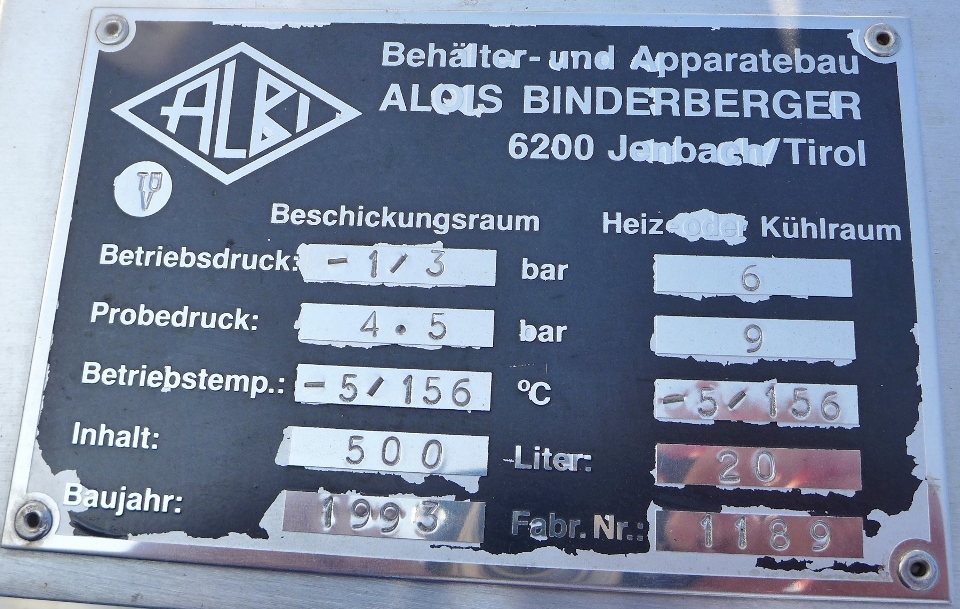 ALBI
Behälter- und Apparatebau
ALOIS BINDERBERGER
6200 Jenbach/Tirol
TÜV
Beschickungsraum Heiz- oder Kühlraum
Betriebsdruck: -1/3 bar 6
Probedruck: 4.5 bar 9
Betriebstemp.: -5/156 °C -5/156
Inhalt: 500 Liter: 20
Baujahr: 1993 Fabr. Nr.: 1189